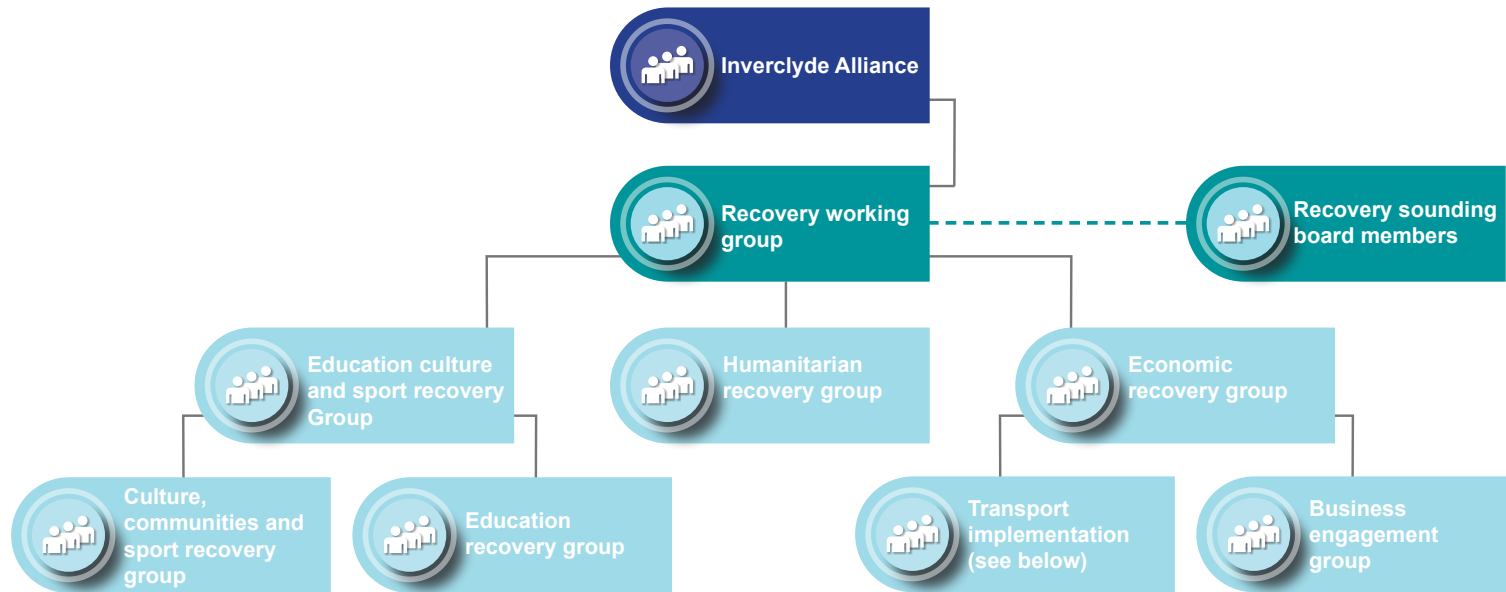 Inverclyde Alliance
Recovery working
group
Recovery sounding
board members
Education culture
and sport recovery
Group
Humanitarian
recovery group
Economic
recovery group
Culture,
communities and
sport recovery
group
Education
recovery group
Transport
implementation
(see below)
Business
engagement
group